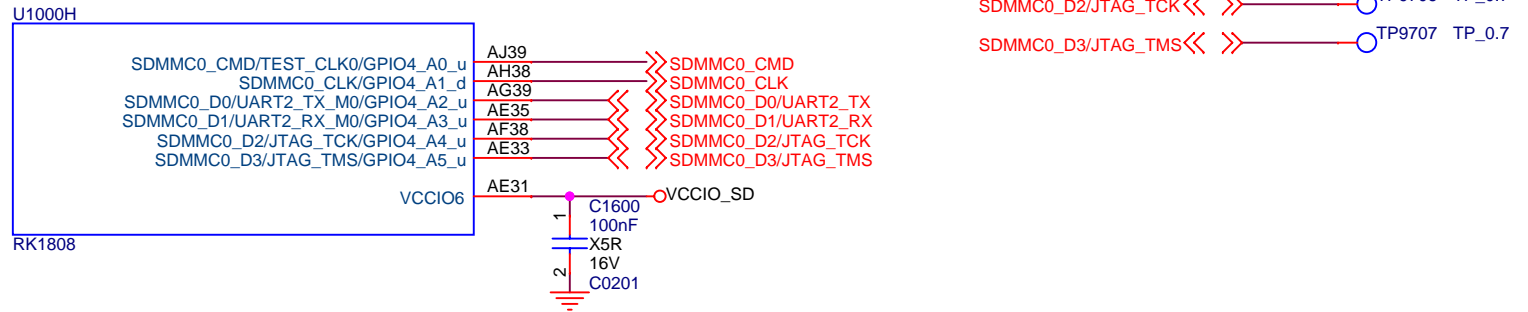 U1000H
SDMMC0_CMD/TEST_CLK0/GPIO4_A0_u AJ39 SDMMC0_CMD
SDMMC0_CLK/GPIO4_A1_d AH38 SDMMC0_CLK
SDMMC0_D0/UART2_TX_M0/GPIO4_A2_u AG39 SDMMC0_D0/UART2_TX
SDMMC0_D1/UART2_RX_M0/GPIO4_A3_u AE35 SDMMC0_D1/UART2_RX
SDMMC0_D2/JTAG_TCK/GPIO4_A4_u AF38 SDMMC0_D2/JTAG_TCK
SDMMC0_D3/JTAG_TMS/GPIO4_A5_u AE33 SDMMC0_D3/JTAG_TMS
VCCIO6 AE31 VCCIO_SD
RK1808
1
2
C1600
100nF
X5R
16V
C0201
SDMMC0_D2/JTAG_TCK
SDMMC0_D3/JTAG_TMS TP9707 TP_0.7